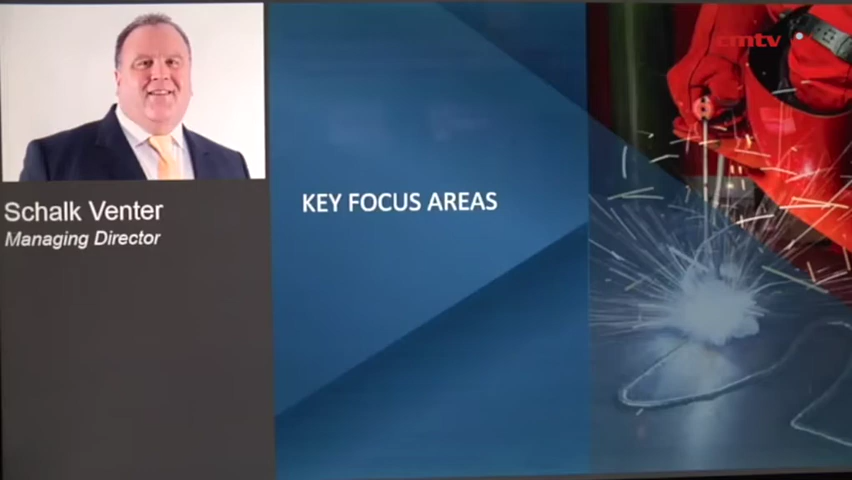 cmtv
Schalk Venter
Managing Director
KEY FOCUS AREAS